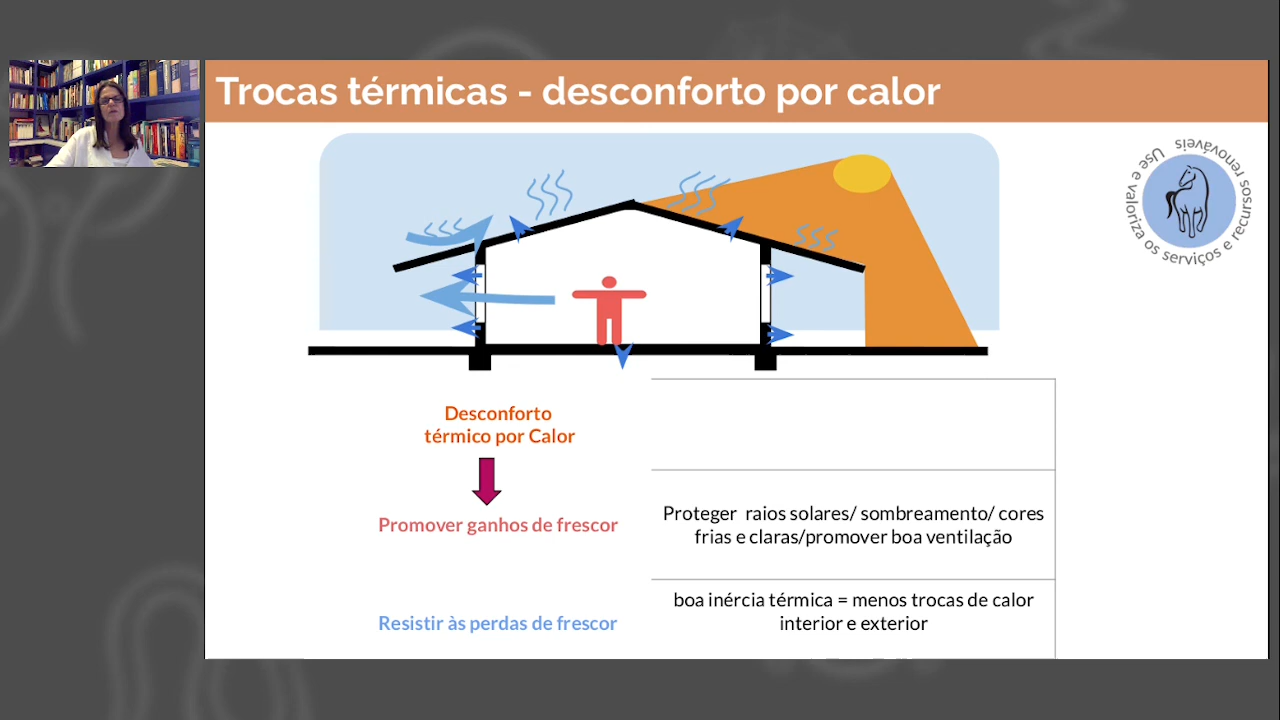 Trocas térmicas - desconforto por calor
Use e valoriza os serviços e recursos renováveis
Desconforto
térmico por Calor
Promover ganhos de frescor
Proteger raios solares/ sombreamento/ cores
frias e claras/promover boa ventilação
Resistir às perdas de frescor
boa inércia térmica = menos trocas de calor
interior e exterior